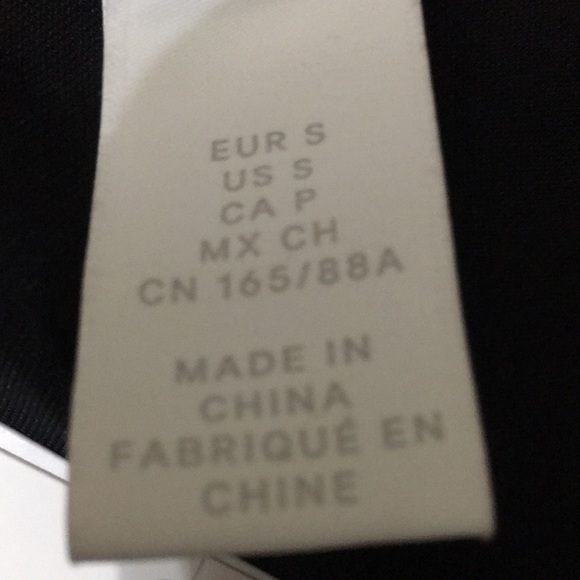 EUR S
US S
CA P
MX CH
CN 165/88A
MADE IN
CHINA
FABRIQUÉ EN
CHINE